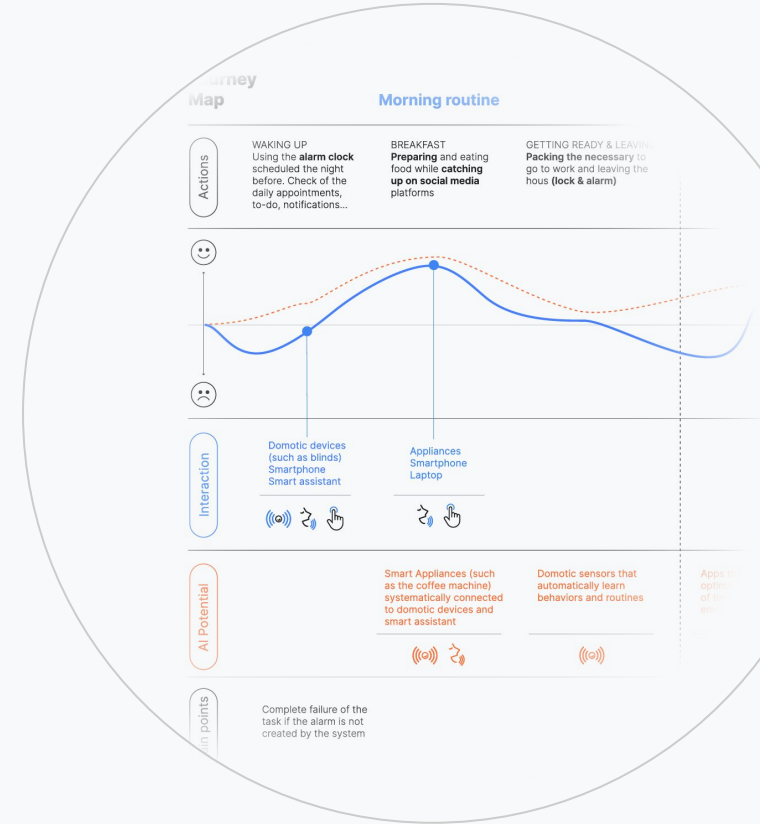 Map
Morning routine
Actions
WAKING UP
Using the alarm clock
scheduled the night
before. Check of the
daily appointments,
to-do, notifications...
BREAKFAST
Preparing and eating
food while catching
up on social media
platforms
GETTING READY & LEAVING
Packing the necessary to
go to work and leaving the
hous (lock & alarm)
Interaction
Domotic devices
(such as blinds)
Smartphone
Smart assistant
Appliances
Smartphone
Laptop
AI Potential
Smart Appliances (such
as the coffee machine)
systematically connected
to domotic devices and
smart assistant
Domotic sensors that
automatically learn
behaviors and routines
Apps
points
Complete failure of the
task if the alarm is not
created by the system